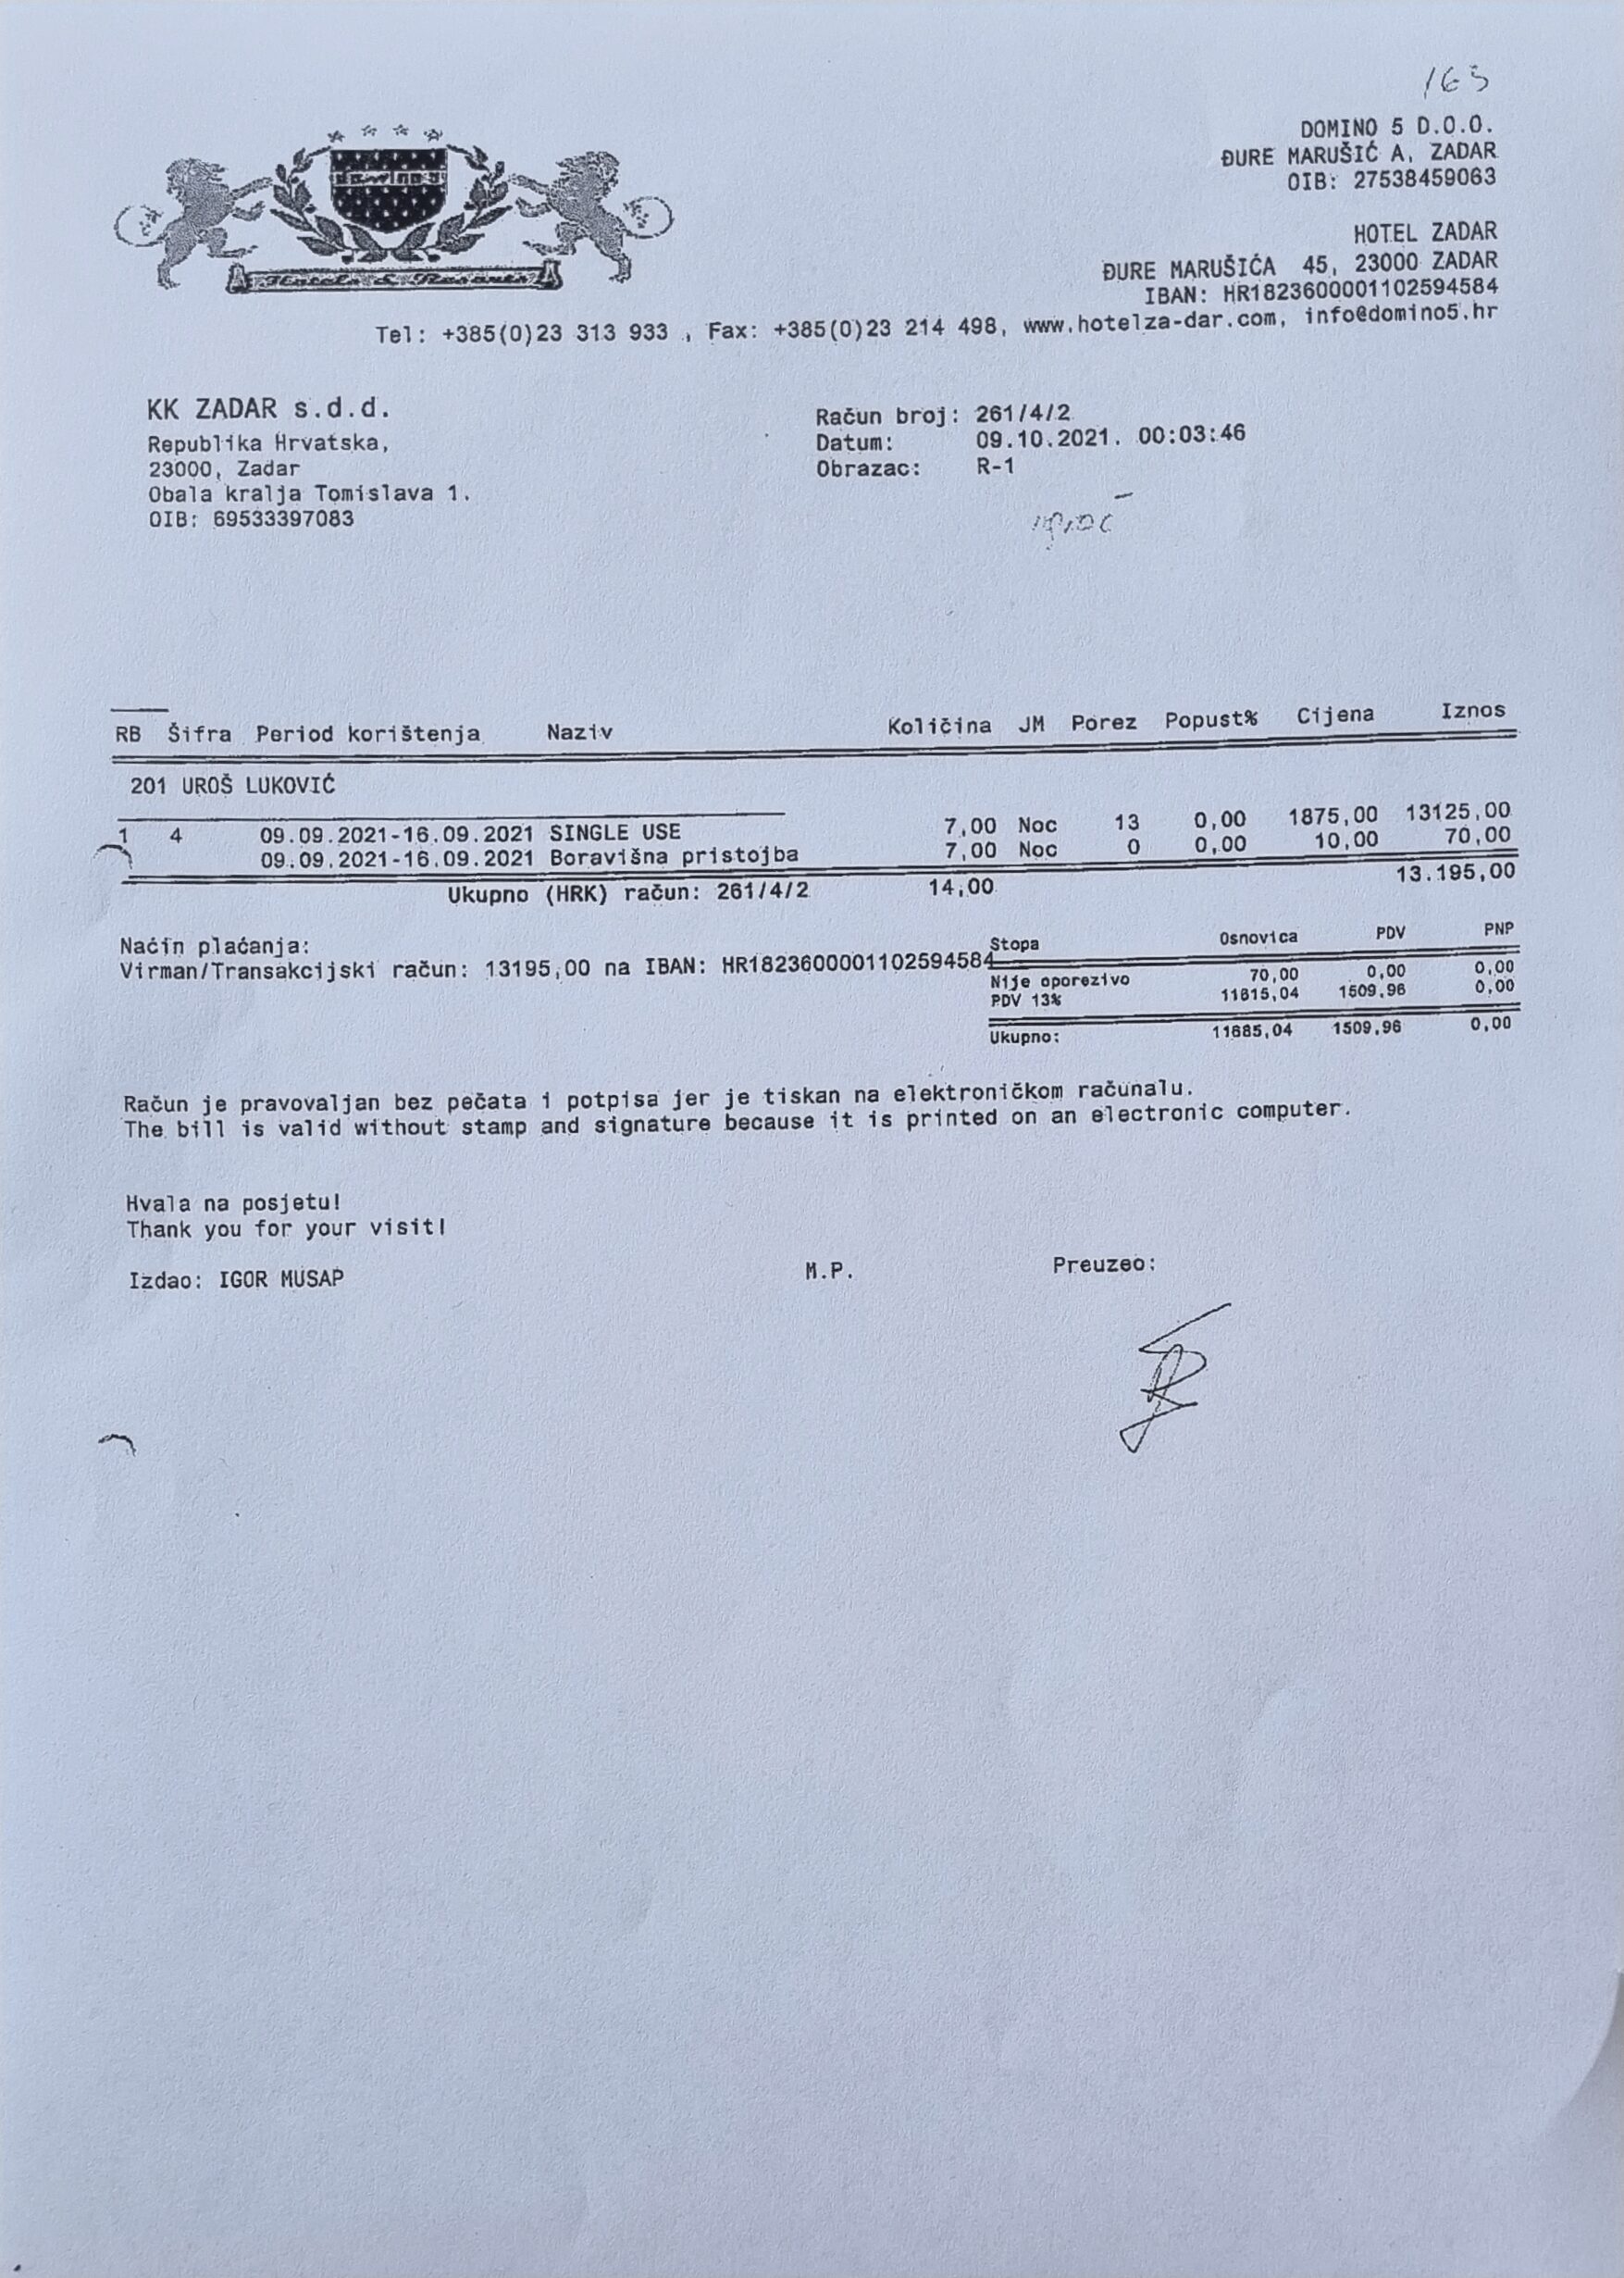 163
DOMINO 5 D.O.O.
ĐURE MARUŠIĆ A, ZADAR
OIB: 27538459063
HOTEL ZADAR
ĐURE MARUŠIĆA 45, 23000 ZADAR
IBAN: HR1823600001102594584
Tel: +385(0)23 313 933 , Fax: +385(0)23 214 498, www.hotelza-dar.com, info@domino5.hr
KK ZADAR s.d.d.
Republika Hrvatska,
23000, Zadar
Obala kralja Tomislava 1.
OIB: 69533397083
Račun broj: 261/4/2
Datum: 09.10.2021. 00:03:46
Obrazac: R-1
igrač
RB Šifra Period korištenja Naziv Količina JM Porez Popust% Cijena Iznos
201 UROŠ LUKOVIĆ
1 4 09.09.2021-16.09.2021 SINGLE USE 7,00 Noc 13 0,00 1875,00 13125,00
09.09.2021-16.09.2021 Boravišna pristojba 7,00 Noc 0 0,00 10,00 70,00
Ukupno (HRK) račun: 261/4/2 14,00 13.195,00
Način plaćanja:
Virman/Transakcijski račun: 13195,00 na IBAN: HR1823600001102594584
Stopa Osnovica PDV PNP
Nije oporezivo 70,00 0,00 0,00
PDV 13% 11615,04 1509,96 0,00
Ukupno: 11685,04 1509,96 0,00
Račun je pravovaljan bez pečata i potpisa jer je tiskan na elektroničkom računalu.
The bill is valid without stamp and signature because it is printed on an electronic computer.
Hvala na posjetu!
Thank you for your visit!
Izdao: IGOR MUSAP M.P. Preuzeo: